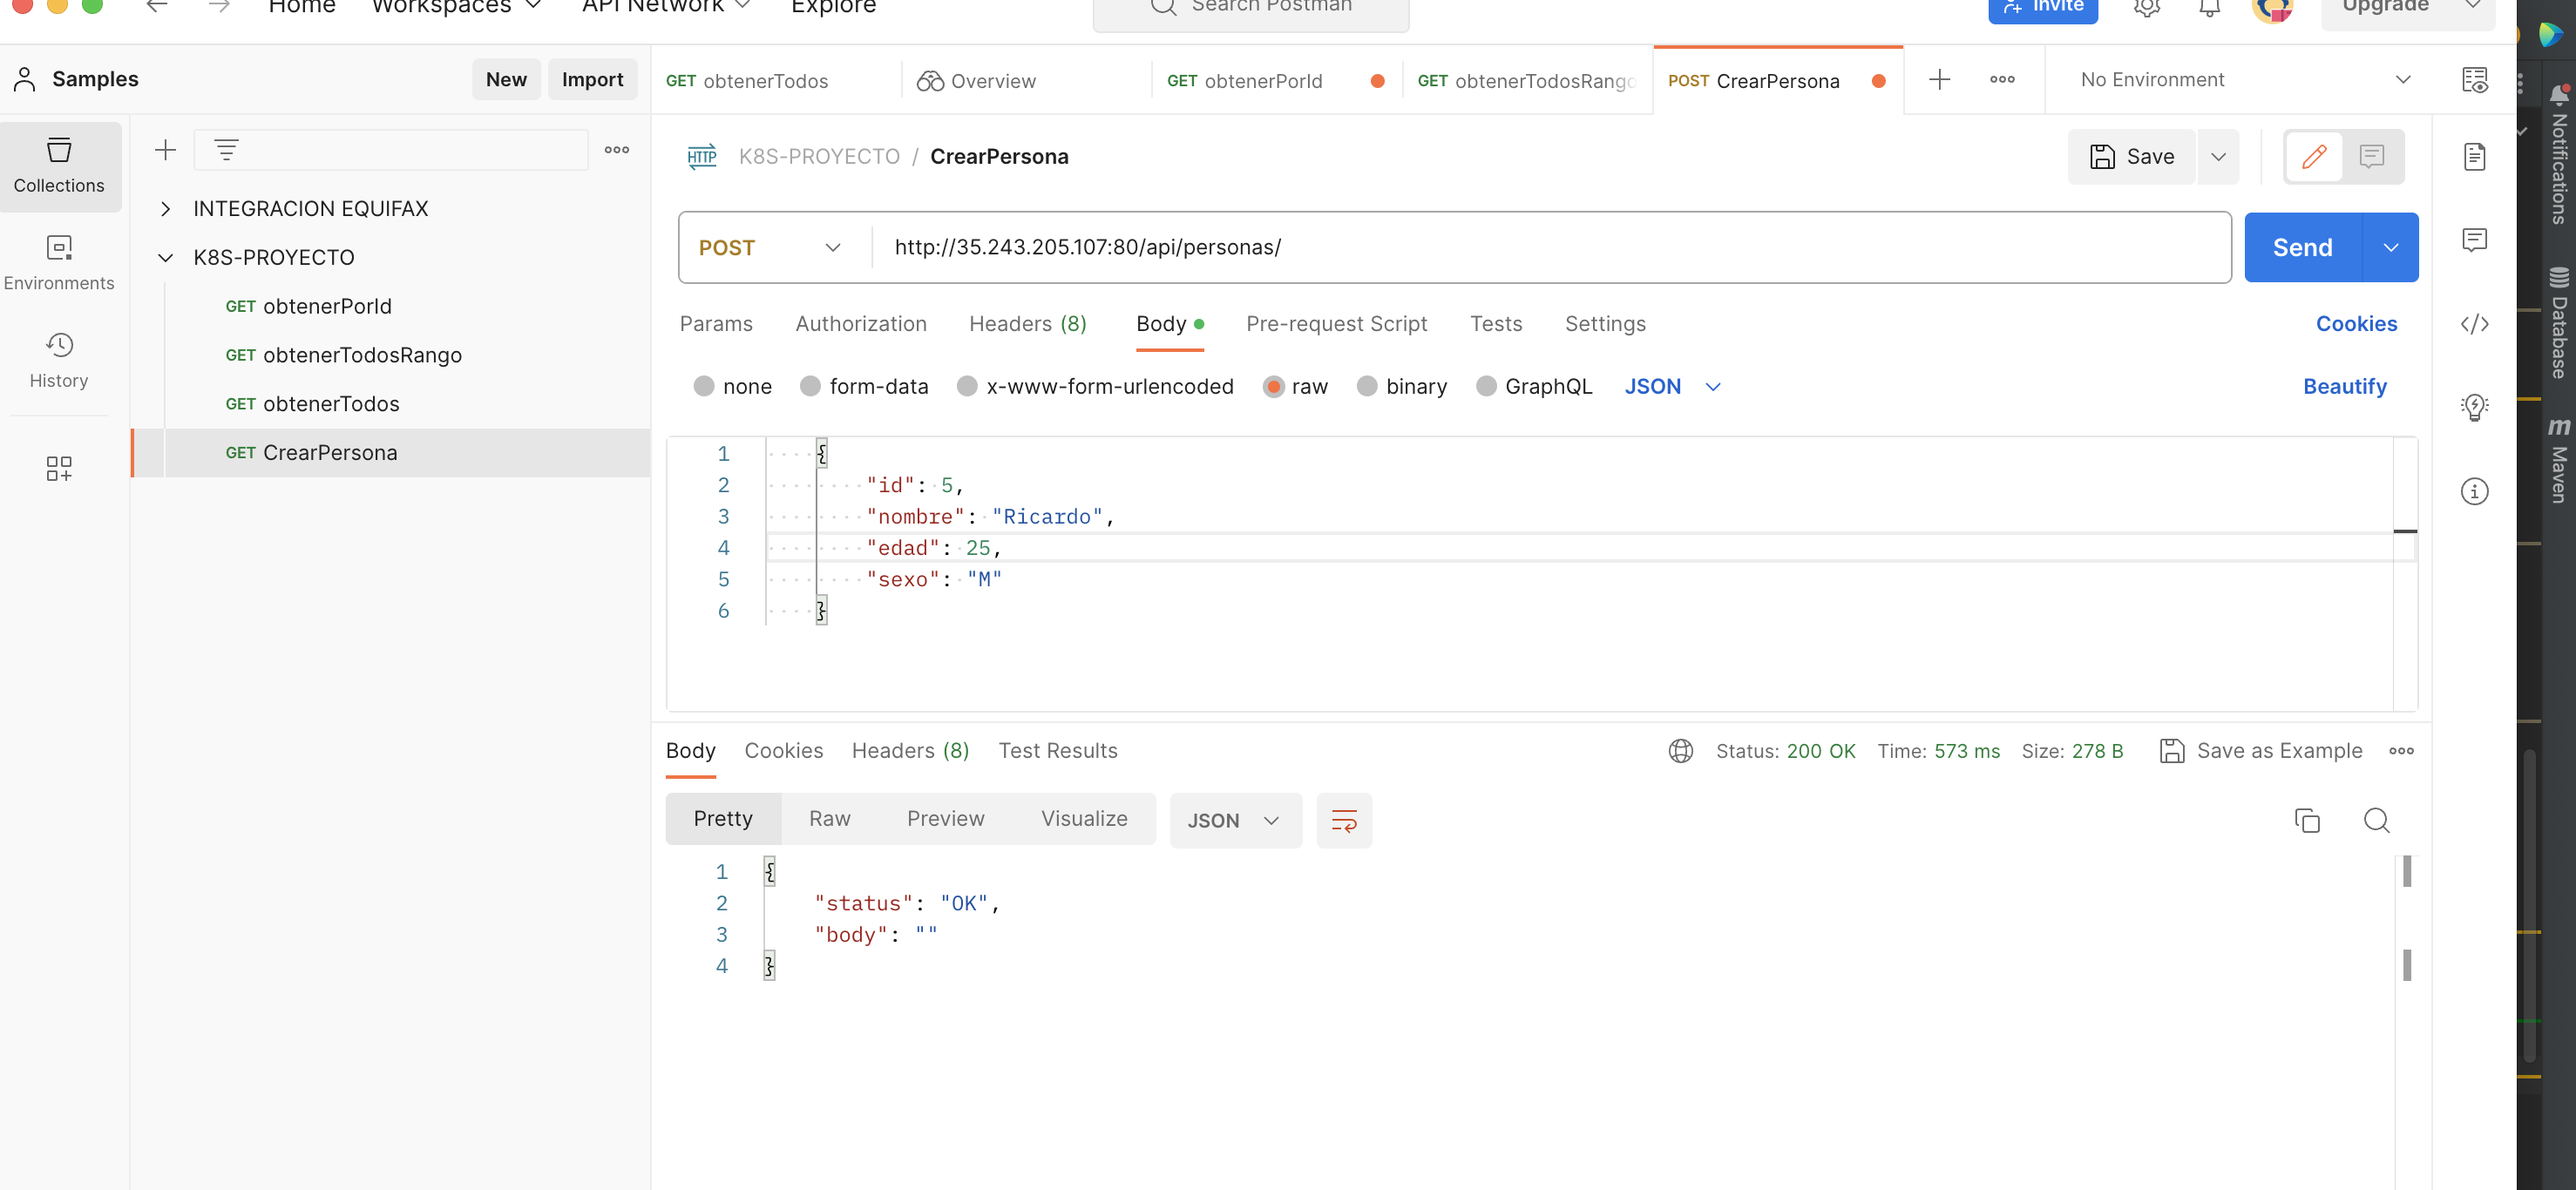 Home Workspaces API Network Explore Search Postman Invite Upgrade
Samples New Import
GET obtenerTodos Overview GET obtenerPorId GET obtenerTodosRango POST CrearPersona No Environment
Collections
Environments
History
INTEGRACION EQUIFAX
K8S-PROYECTO
GET obtenerPorId
GET obtenerTodosRango
GET obtenerTodos
GET CrearPersona
HTTP K8S-PROYECTO / CrearPersona Save
POST http://35.243.205.107:80/api/personas/ Send
Params Authorization Headers (8) Body Pre-request Script Tests Settings Cookies
none form-data x-www-form-urlencoded raw binary GraphQL JSON Beautify
1 {
2 "id": 5,
3 "nombre": "Ricardo",
4 "edad": 25,
5 "sexo": "M"
6 }
Body Cookies Headers (8) Test Results Status: 200 OK Time: 573 ms Size: 278 B Save as Example
Pretty Raw Preview Visualize JSON
1 {
2 "status": "OK",
3 "body": ""
4 }
Notifications
Database
m Maven